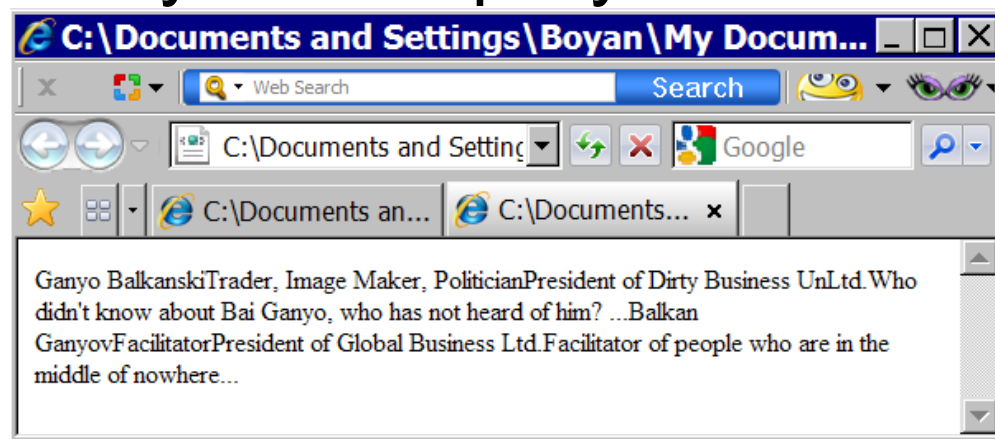 C:\Documents and Settings\Boyan\My Docum...
x Web Search Search
C:\Documents and Setting Google
C:\Documents an... C:\Documents... x
Ganyo BalkanskiTrader, Image Maker, PoliticianPresident of Dirty Business UnLtd.Who
didn't know about Bai Ganyo, who has not heard of him? ...Balkan
GanyovFacilitatorPresident of Global Business Ltd.Facilitator of people who are in the
middle of nowhere...